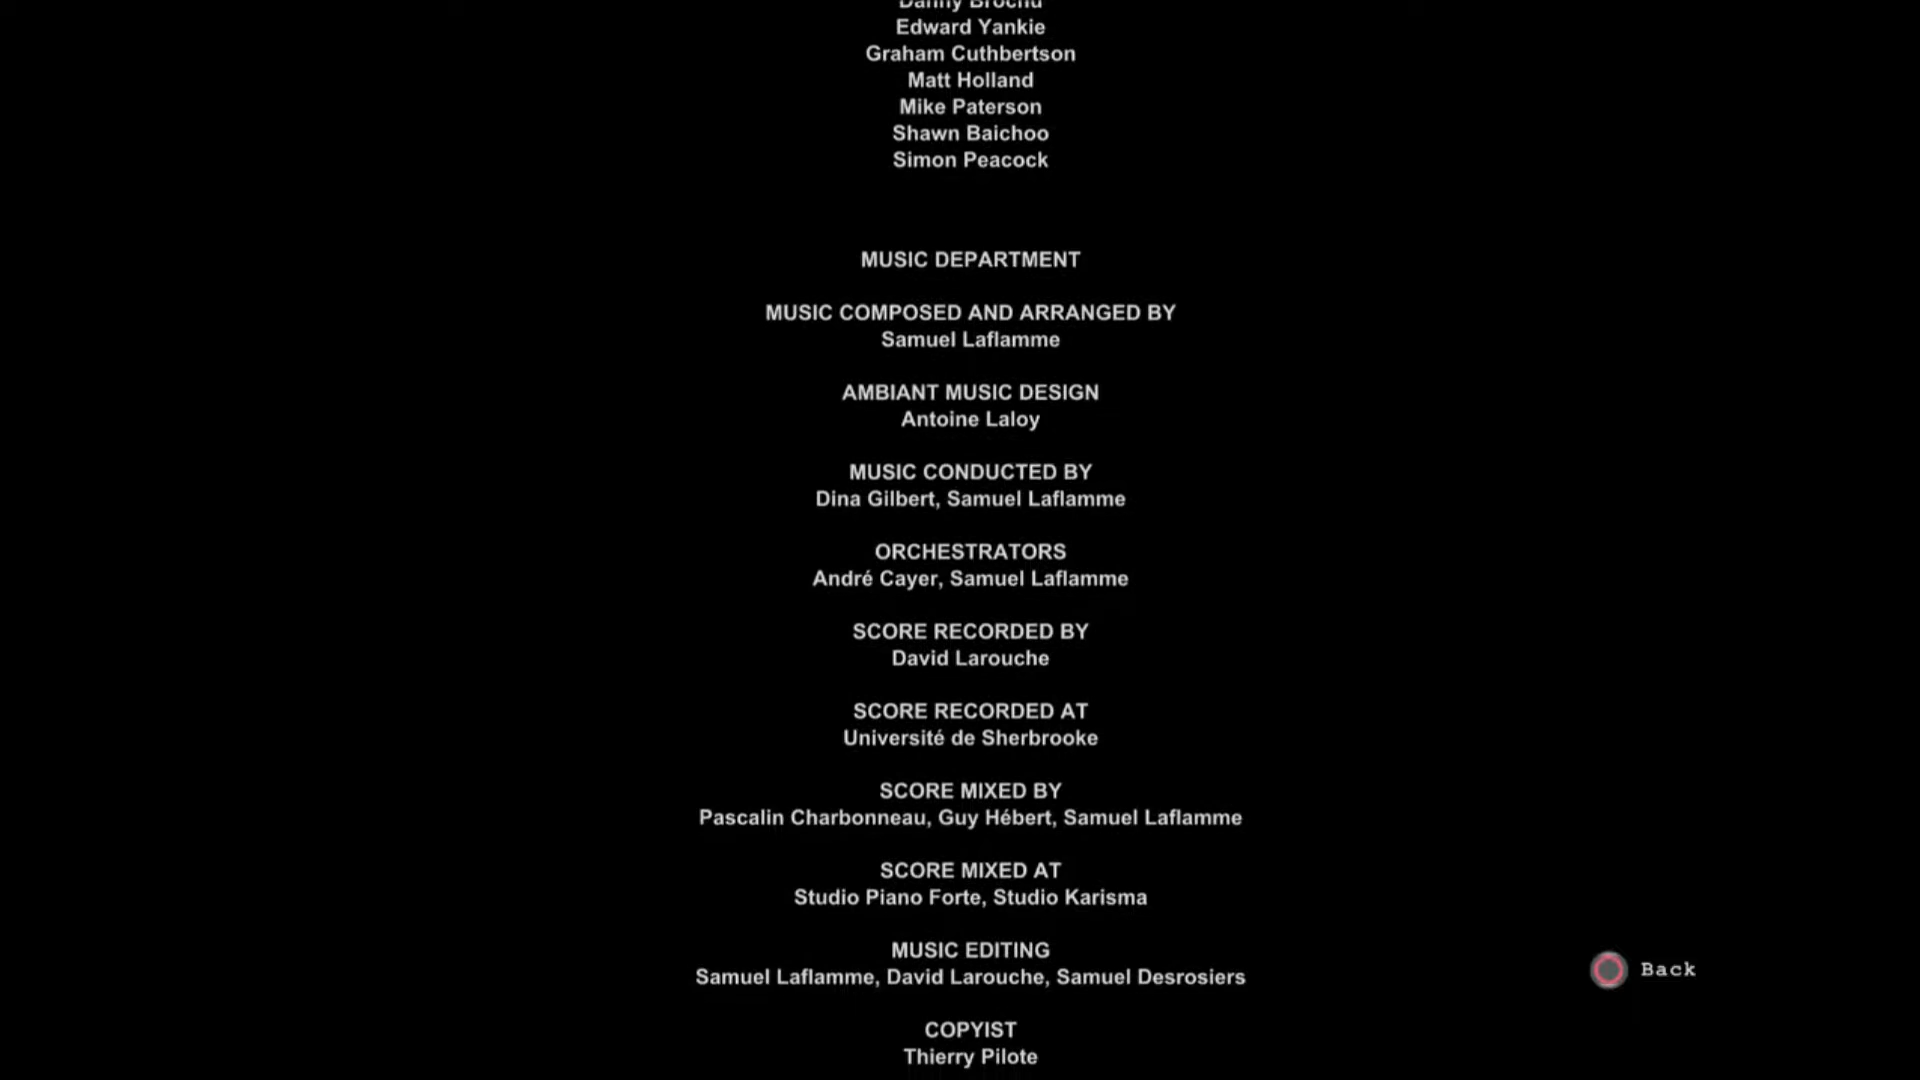 Danny Brochu
Edward Yankie
Graham Cuthbertson
Matt Holland
Mike Paterson
Shawn Baichoo
Simon Peacock
MUSIC DEPARTMENT
MUSIC COMPOSED AND ARRANGED BY
Samuel Laflamme
AMBIANT MUSIC DESIGN
Antoine Laloy
MUSIC CONDUCTED BY
Dina Gilbert, Samuel Laflamme
ORCHESTRATORS
André Cayer, Samuel Laflamme
SCORE RECORDED BY
David Larouche
SCORE RECORDED AT
Université de Sherbrooke
SCORE MIXED BY
Pascalin Charbonneau, Guy Hébert, Samuel Laflamme
SCORE MIXED AT
Studio Piano Forte, Studio Karisma
MUSIC EDITING
Samuel Laflamme, David Larouche, Samuel Desrosiers
Back
COPYIST
Thierry Pilote